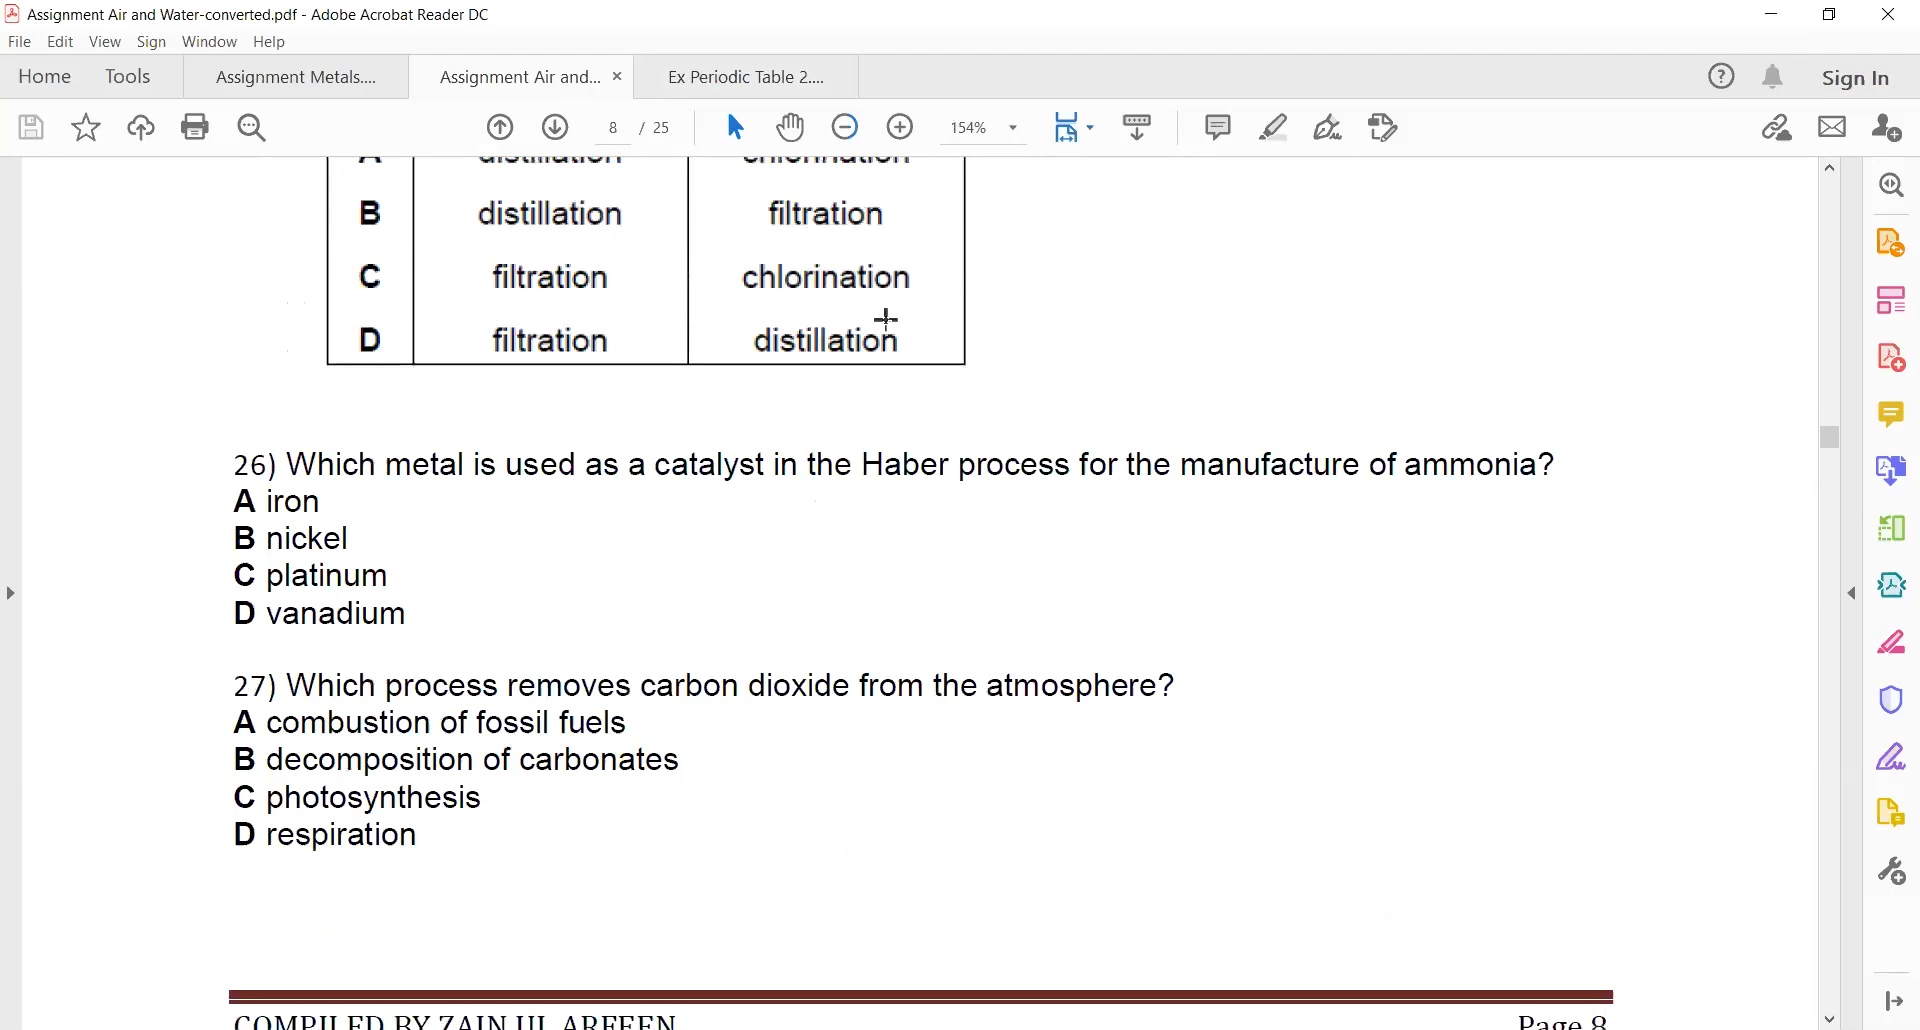 Assignment Air and Water-converted.pdf - Adobe Acrobat Reader DC
File Edit View Sign Window Help
Home Tools Assignment Metals.... Assignment Air and... × Ex Periodic Table 2.... Sign In
8 / 25 154%
A distillation chlorination
B distillation filtration
C filtration chlorination
D filtration distillation
26) Which metal is used as a catalyst in the Haber process for the manufacture of ammonia?
A iron
B nickel
C platinum
D vanadium
27) Which process removes carbon dioxide from the atmosphere?
A combustion of fossil fuels
B decomposition of carbonates
C photosynthesis
D respiration
COMPILED BY ZAIN UL ARFEEN Page 8